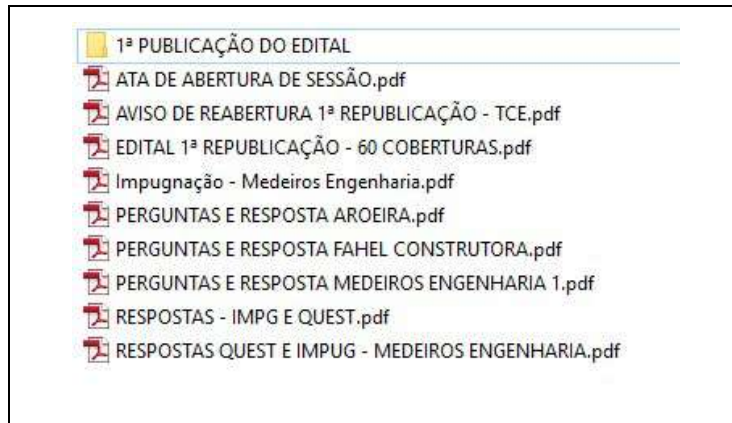 1ª PUBLICAÇÃO DO EDITAL
ATA DE ABERTURA DE SESSÃO.pdf
AVISO DE REABERTURA 1ª REPUBLICAÇÃO - TCE.pdf
EDITAL 1ª REPUBLICAÇÃO - 60 COBERTURAS.pdf
Impugnação - Medeiros Engenharia.pdf
PERGUNTAS E RESPOSTA AROEIRA.pdf
PERGUNTAS E RESPOSTA FAHEL CONSTRUTORA.pdf
PERGUNTAS E RESPOSTA MEDEIROS ENGENHARIA 1.pdf
RESPOSTAS - IMPG E QUEST.pdf
RESPOSTAS QUEST E IMPUG - MEDEIROS ENGENHARIA.pdf